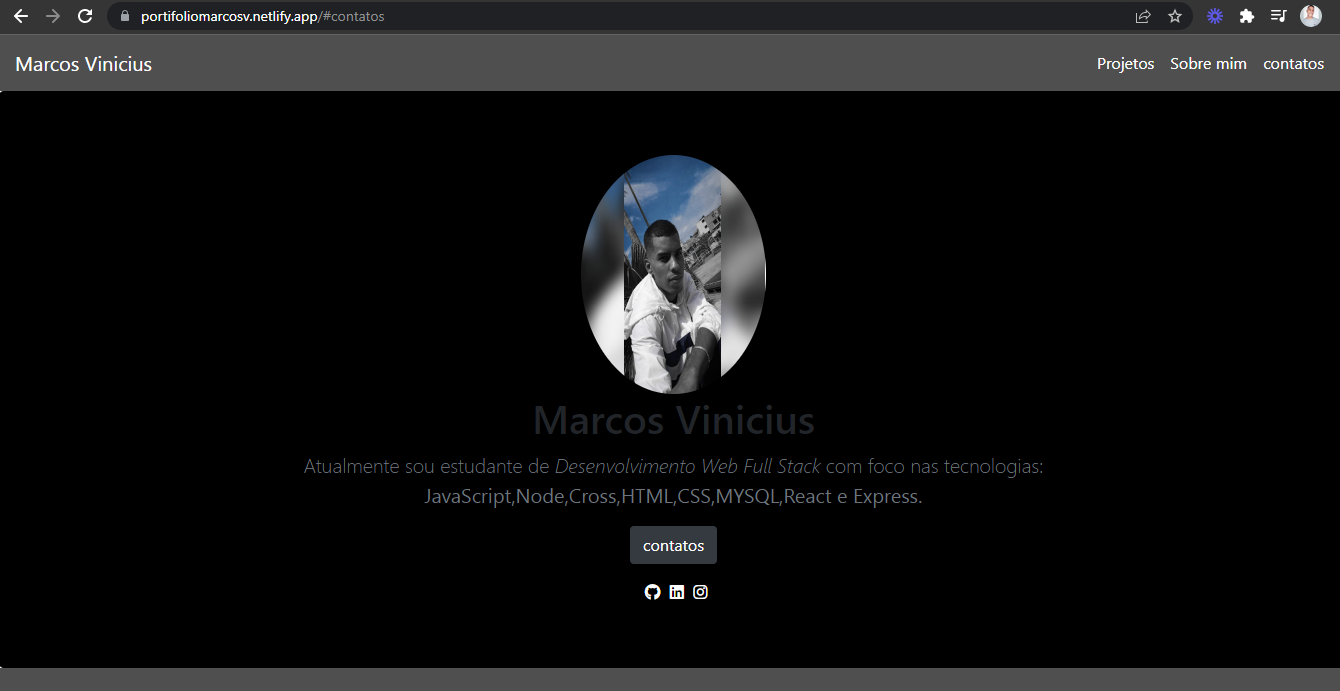 portifoliomarcosv.netlify.app/#contatos
Marcos Vinicius
Projetos Sobre mim contatos
Marcos Vinicius
Atualmente sou estudante de Desenvolvimento Web Full Stack com foco nas tecnologias:
JavaScript,Node,Cross,HTML,CSS,MYSQL,React e Express.
contatos